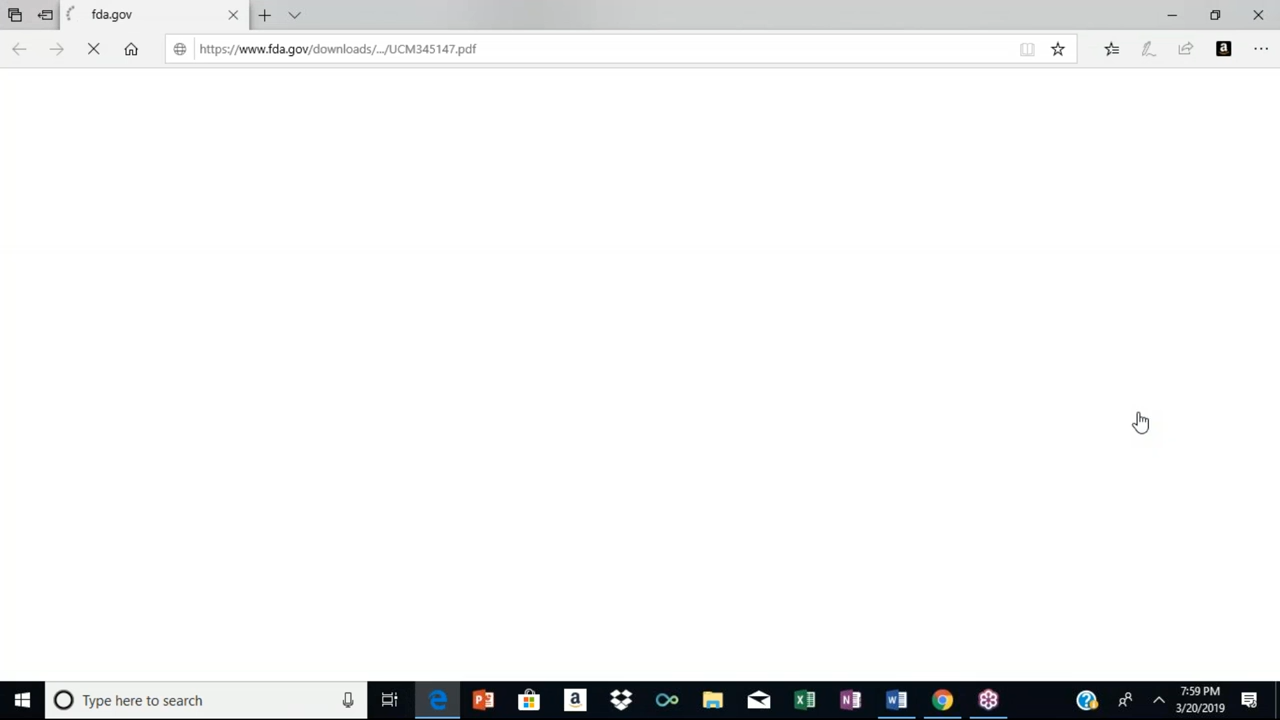 fda.gov
https://www.fda.gov/downloads/.../UCM345147.pdf
Type here to search
7:59 PM
3/20/2019